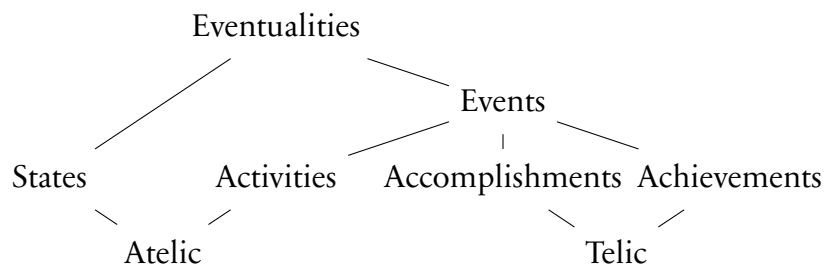 Eventualities
Events
States Activities Accomplishments Achievements
Atelic Telic